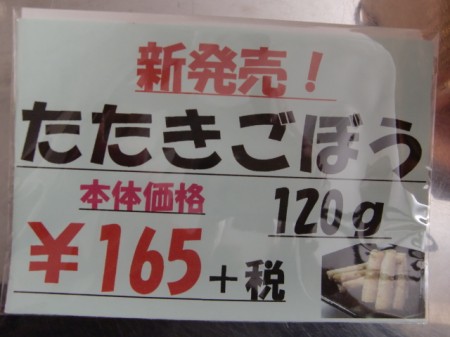 新発売！
たたきごぼう
本体価格 120g
¥165+税